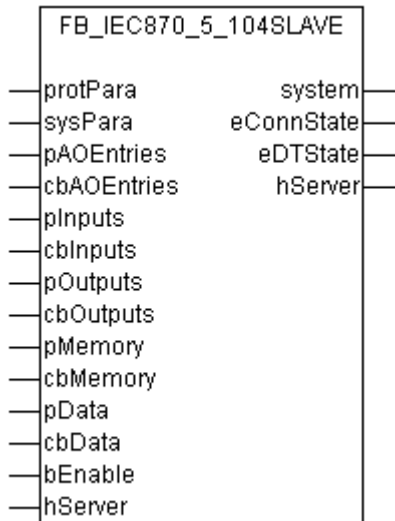 FB_IEC870_5_104SLAVE
protPara system
sysPara eConnState
pAOEntries eDTState
cbAOEntries hServer
pInputs
cbInputs
pOutputs
cbOutputs
pMemory
cbMemory
pData
cbData
bEnable
hServer